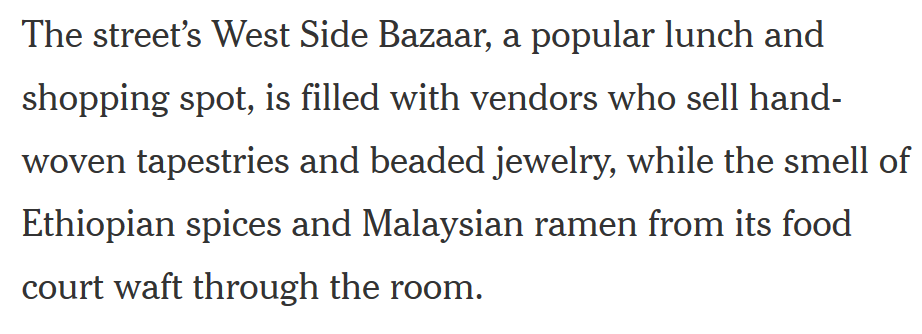 The street’s West Side Bazaar, a popular lunch and
shopping spot, is filled with vendors who sell hand-
woven tapestries and beaded jewelry, while the smell of
Ethiopian spices and Malaysian ramen from its food
court waft through the room.